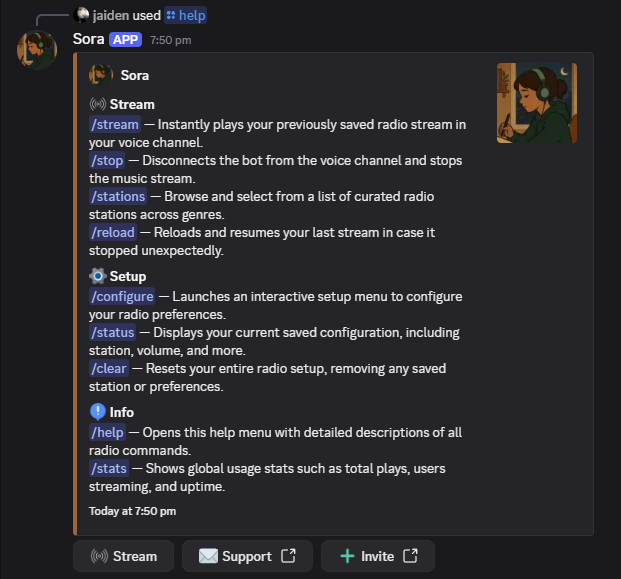 jaiden used help
Sora APP 7:50 pm
Sora
Stream
/stream — Instantly plays your previously saved radio stream in
your voice channel.
/stop — Disconnects the bot from the voice channel and stops
the music stream.
/stations — Browse and select from a list of curated radio
stations across genres.
/reload — Reloads and resumes your last stream in case it
stopped unexpectedly.
Setup
/configure — Launches an interactive setup menu to configure
your radio preferences.
/status — Displays your current saved configuration, including
station, volume, and more.
/clear — Resets your entire radio setup, removing any saved
station or preferences.
Info
/help — Opens this help menu with detailed descriptions of all
radio commands.
/stats — Shows global usage stats such as total plays, users
streaming, and uptime.
Today at 7:50 pm
Stream Support Invite